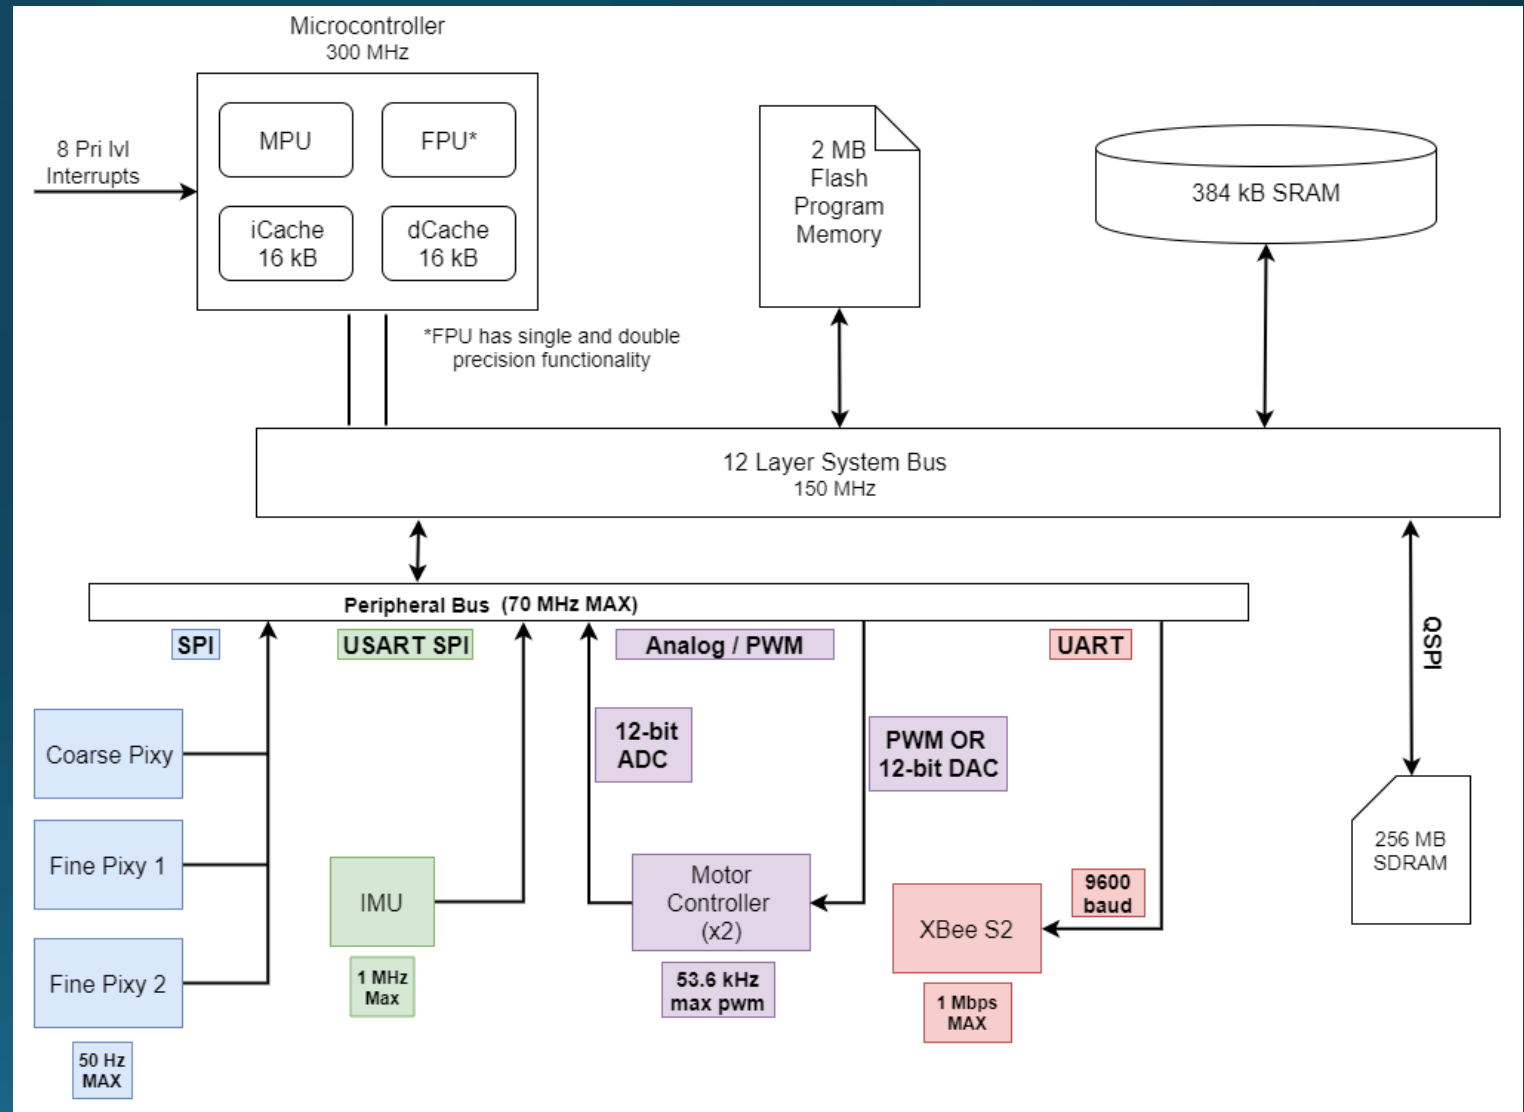 Microcontroller
300 MHz
8 Pri lvl
Interrupts
MPU
FPU*
iCache
16 kB
dCache
16 kB
*FPU has single and double
precision functionality
2 MB
Flash
Program
Memory
384 kB SRAM
12 Layer System Bus
150 MHz
Peripheral Bus (70 MHz MAX)
SPI
USART SPI
Analog / PWM
UART
QSPI
Coarse Pixy
Fine Pixy 1
Fine Pixy 2
50 Hz
MAX
IMU
1 MHz
Max
12-bit
ADC
PWM OR
12-bit DAC
Motor
Controller
(x2)
53.6 kHz
max pwm
9600
baud
XBee S2
1 Mbps
MAX
256 MB
SDRAM